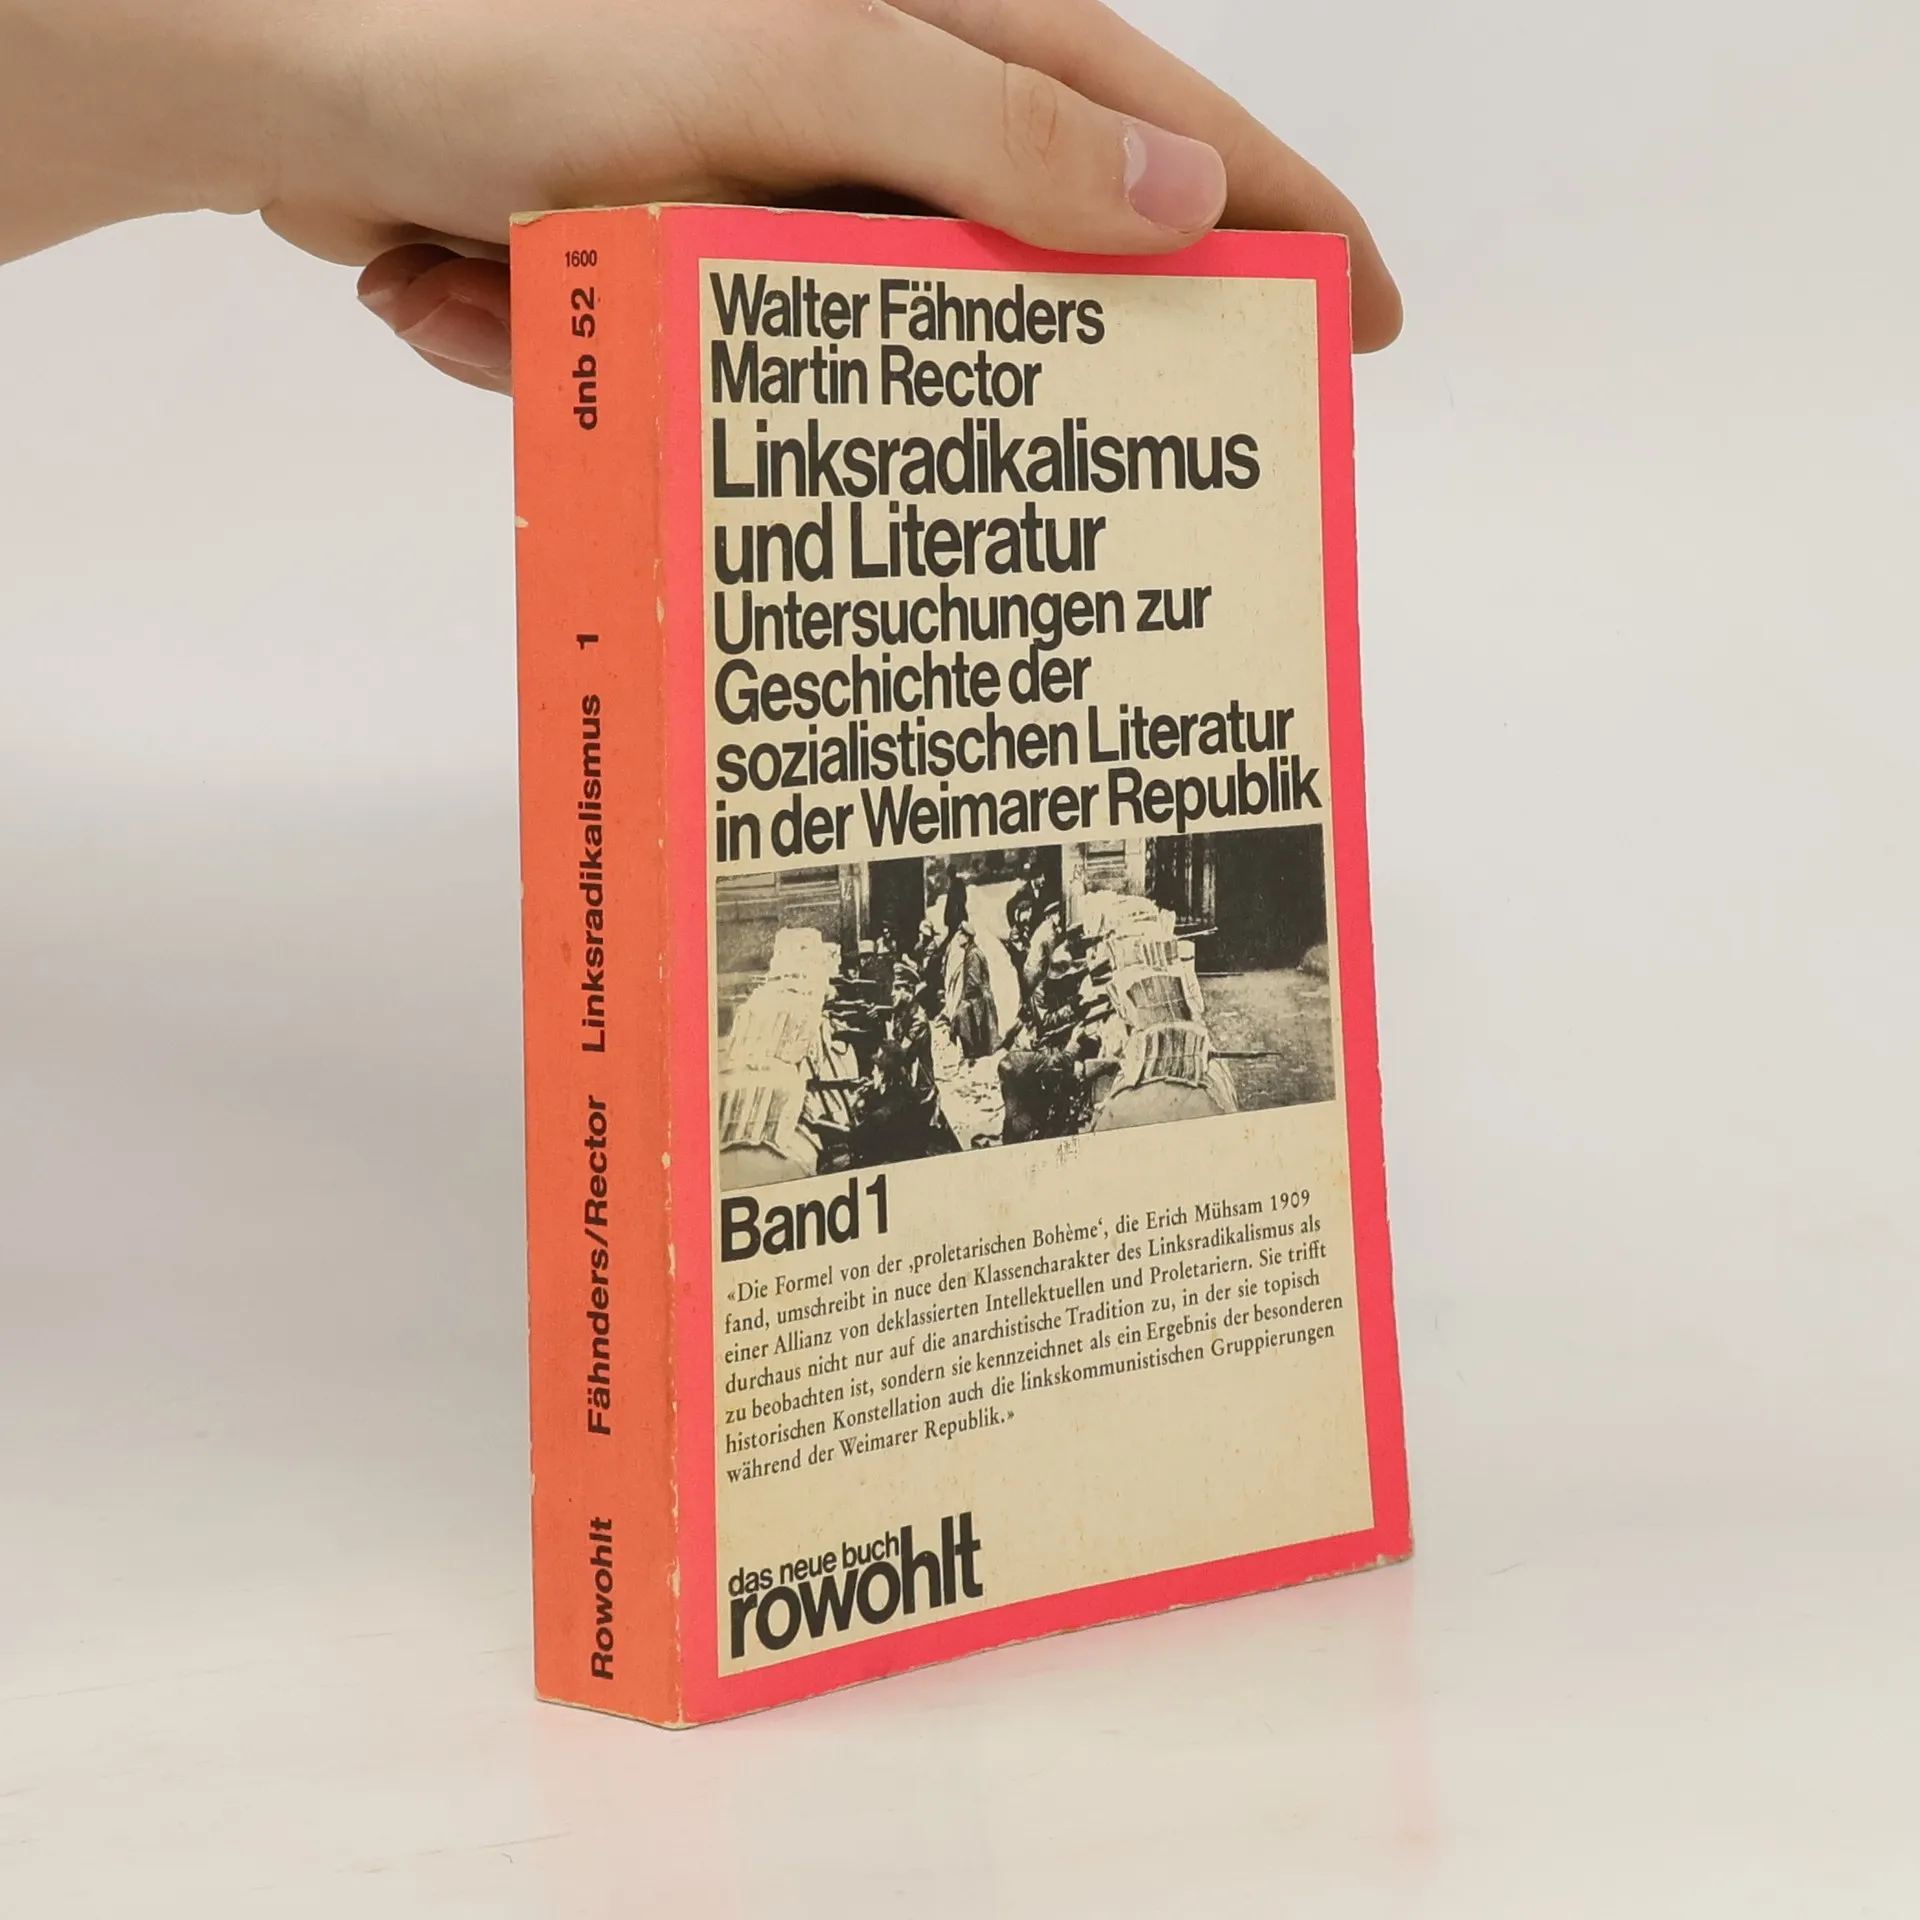 1600
dnb 52
Linksradikalismus 1
Fähnders/Rector
Rowohlt
Walter Fähnders
Martin Rector
Linksradikalismus
und Literatur
Untersuchungen zur
Geschichte der
sozialistischen Literatur
in der Weimarer Republik
Band 1
«Die Formel von der ‚proletarischen Bohème‘, die Erich Mühsam 1909
fand, umschreibt in nuce den Klassencharakter des Linksradikalismus als
einer Allianz von deklassierten Intellektuellen und Proletariern. Sie trifft
durchaus nicht nur auf die anarchistische Tradition zu, in der sie topisch
zu beobachten ist, sondern sie kennzeichnet als ein Ergebnis der besonderen
historischen Konstellation auch die linkskommunistischen Gruppierungen
während der Weimarer Republik.»
das neue buch
rowohlt